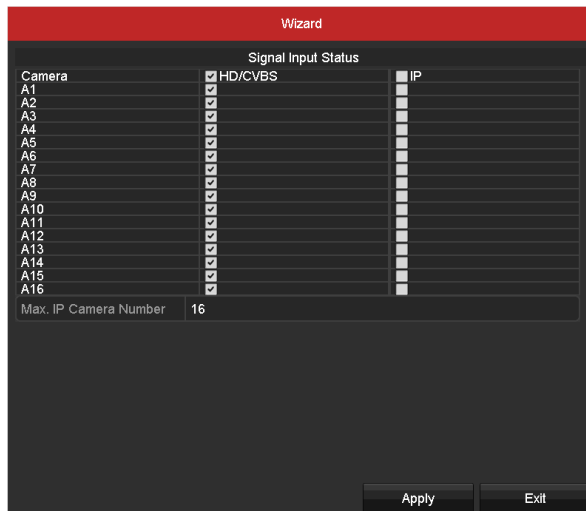 Wizard
Signal Input Status
Camera HD/CVBS IP
A1
A2
A3
A4
A5
A6
A7
A8
A9
A10
A11
A12
A13
A14
A15
A16
Max. IP Camera Number 16
Apply Exit